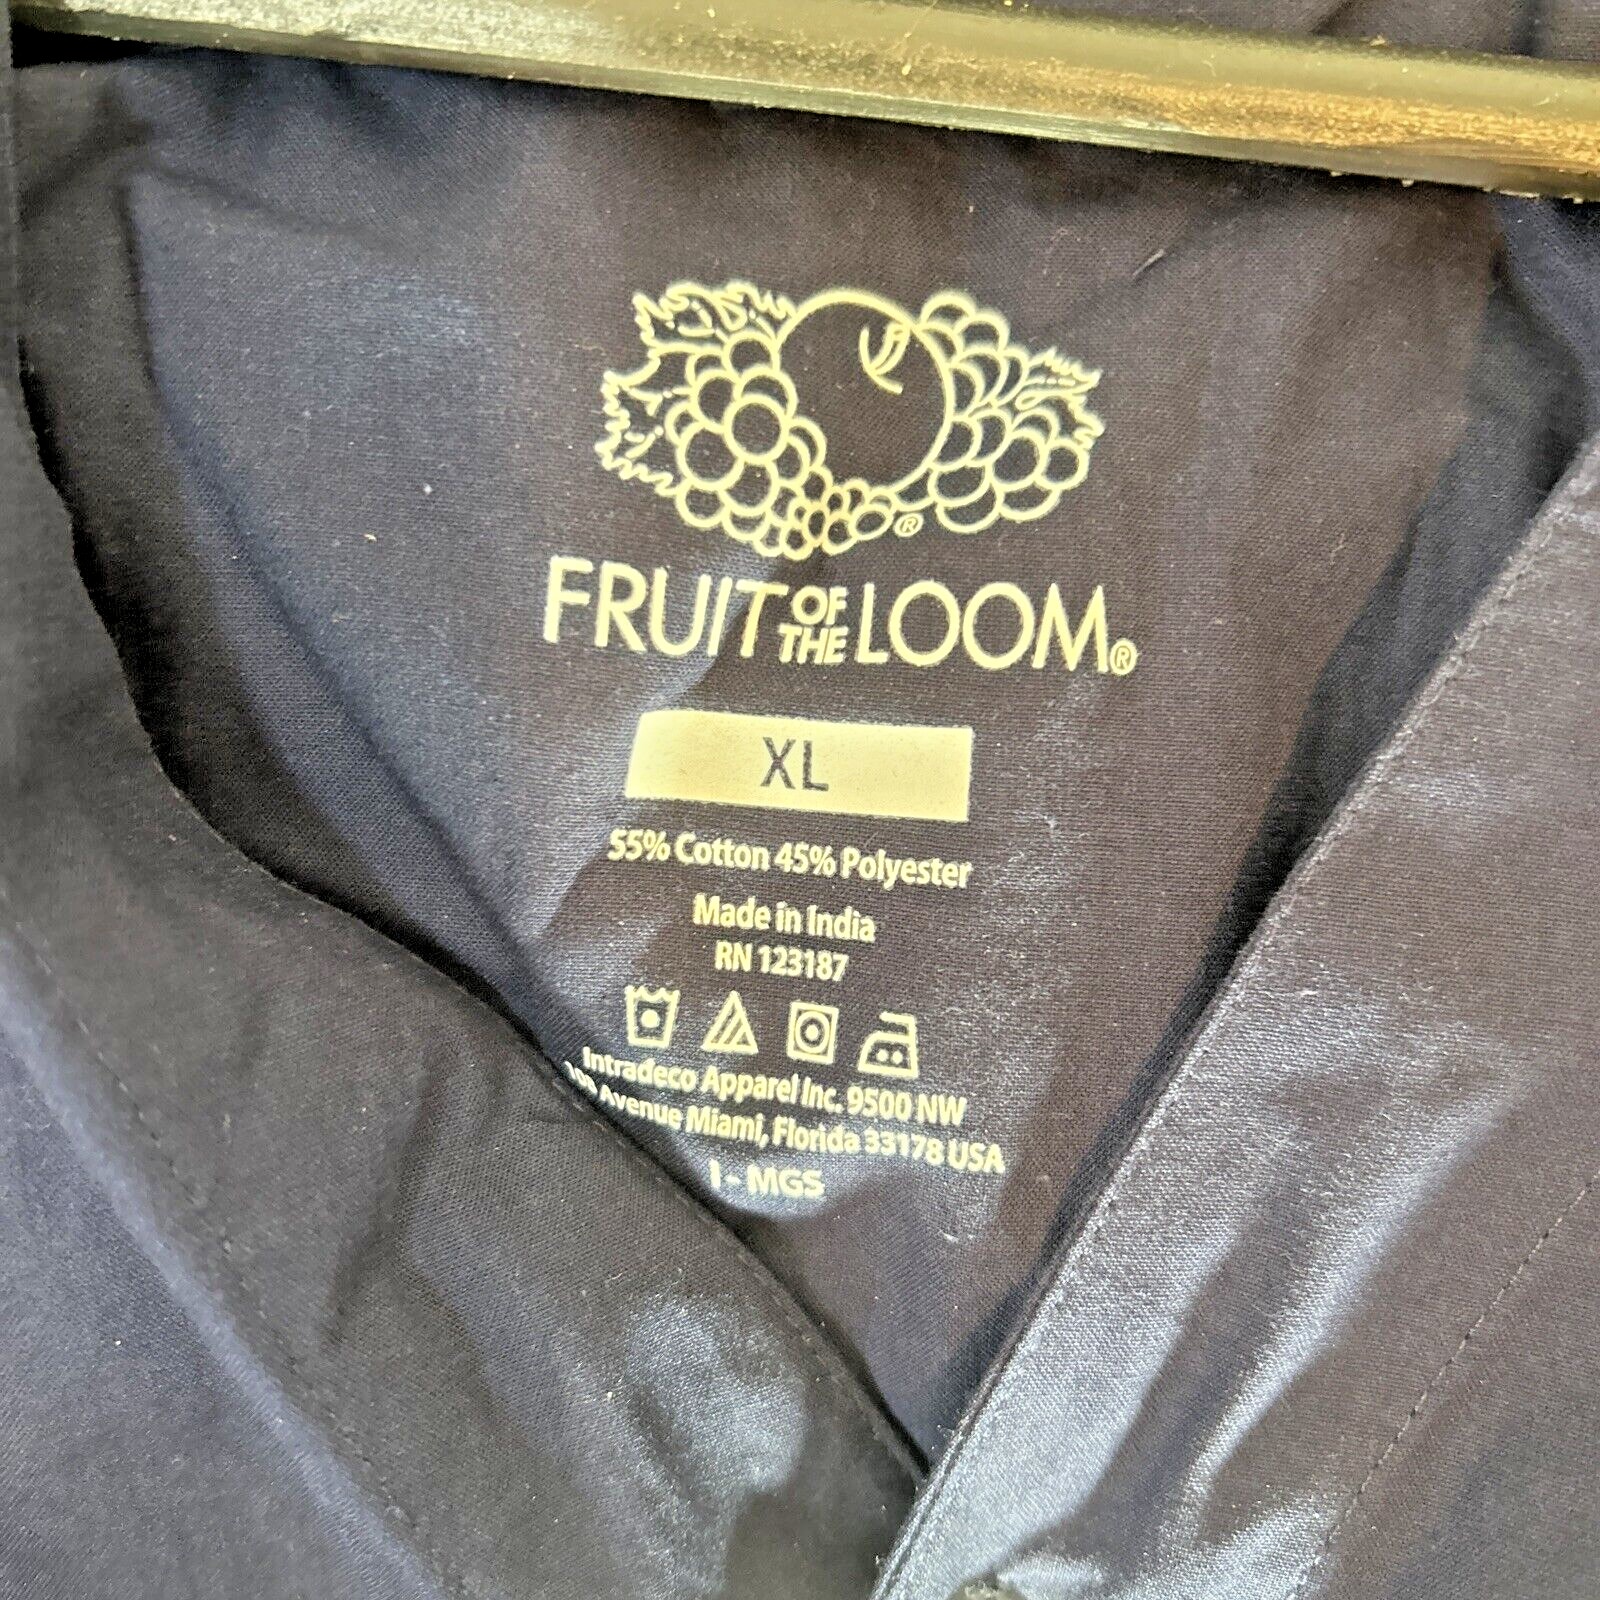 ®
FRUIT OF THE LOOM®
XL
55% Cotton 45% Polyester
Made in India
RN 123187
Intradeco Apparel Inc. 9500 NW
Avenue Miami, Florida 33178 USA
I - MGS